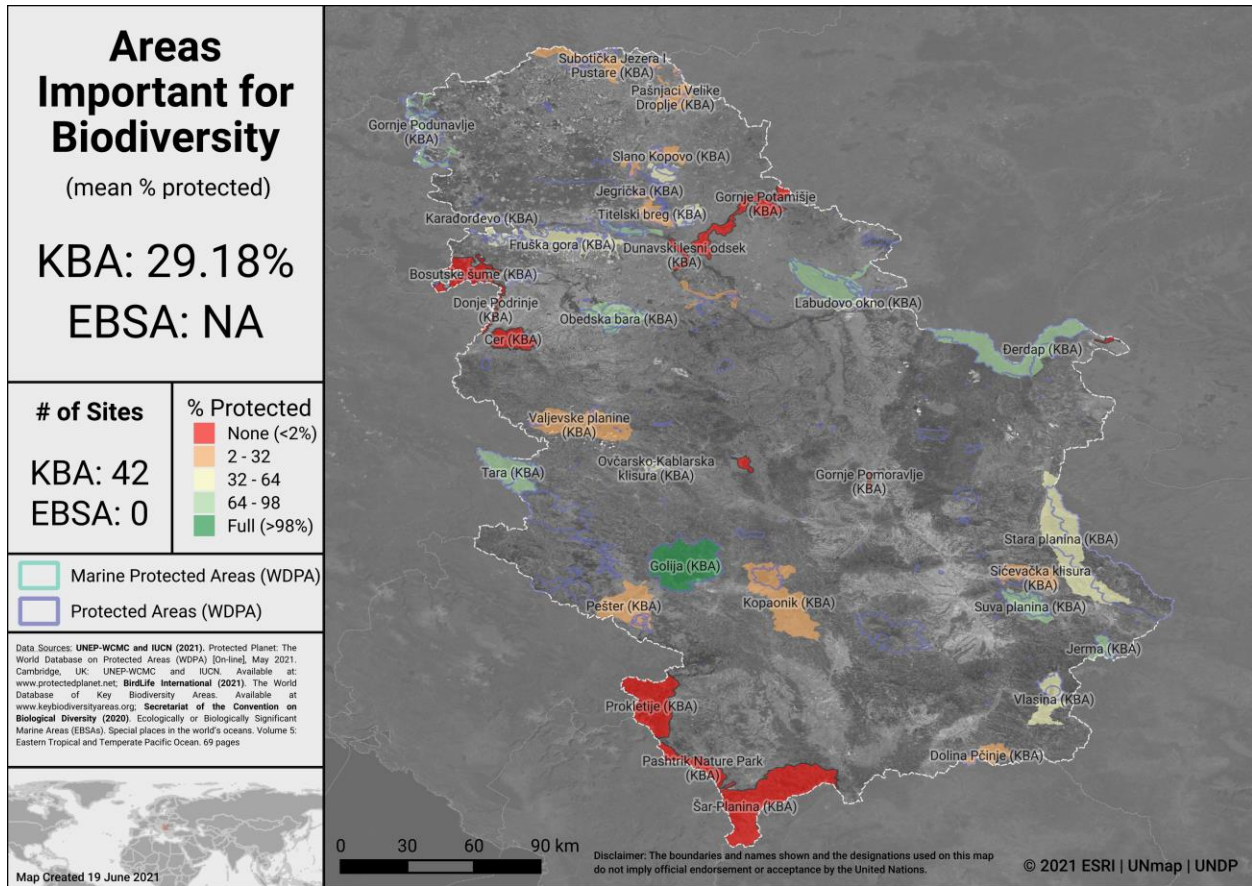 Areas
Important for
Biodiversity
(mean % protected)
KBA: 29.18%
EBSA: NA
# of Sites
KBA: 42
EBSA: 0
% Protected
None (<2%)
2 - 32
32 - 64
64 - 98
Full (>98%)
Marine Protected Areas (WDPA)
Protected Areas (WDPA)
Data Sources: UNEP-WCMC and IUCN (2021). Protected Planet: The
World Database on Protected Areas (WDPA) [On-line], May 2021.
Cambridge, UK: UNEP-WCMC and IUCN. Available at:
www.protectedplanet.net; BirdLife International (2021). The World
Database of Key Biodiversity Areas. Available at
www.keybiodiversityareas.org; Secretariat of the Convention on
Biological Diversity (2020). Ecologically or Biologically Significant
Marine Areas (EBSAs). Special places in the world's oceans. Volume 5:
Eastern Tropical and Temperate Pacific Ocean. 69 pages
Map Created 19 June 2021
Subotička Jezera I
Pustare (KBA)
Pašnjaci Velike
Droplje (KBA)
Gornje Podunavlje
(KBA)
Slano Kopovo (KBA)
Jegrička (KBA)
Gornje Potamišje
(KBA)
Karađorđevo (KBA)
Titelski breg (KBA)
Fruška gora (KBA)
Dunavski lesni odsek
(KBA)
Bosutske šume (KBA)
Donje Podrinje
(KBA)
Labudovo okno (KBA)
Obedska bara (KBA)
Cer (KBA)
Đerdap (KBA)
Valjevske planine
(KBA)
Ovčarsko-Kablarska
klisura (KBA)
Tara (KBA)
Gornje Pomoravlje
(KBA)
Stara planina (KBA)
Golija (KBA)
Sićevačka klisura
(KBA)
Pešter (KBA)
Kopaonik (KBA)
Suva planina (KBA)
Jerma (KBA)
Prokletije (KBA)
Vlasina (KBA)
Pashtrik Nature Park
(KBA)
Dolina Pčinje (KBA)
Šar-Planina (KBA)
0 30 60 90 km
Disclaimer: The boundaries and names shown and the designations used on this map
do not imply official endorsement or acceptance by the United Nations.
© 2021 ESRI | UNmap | UNDP